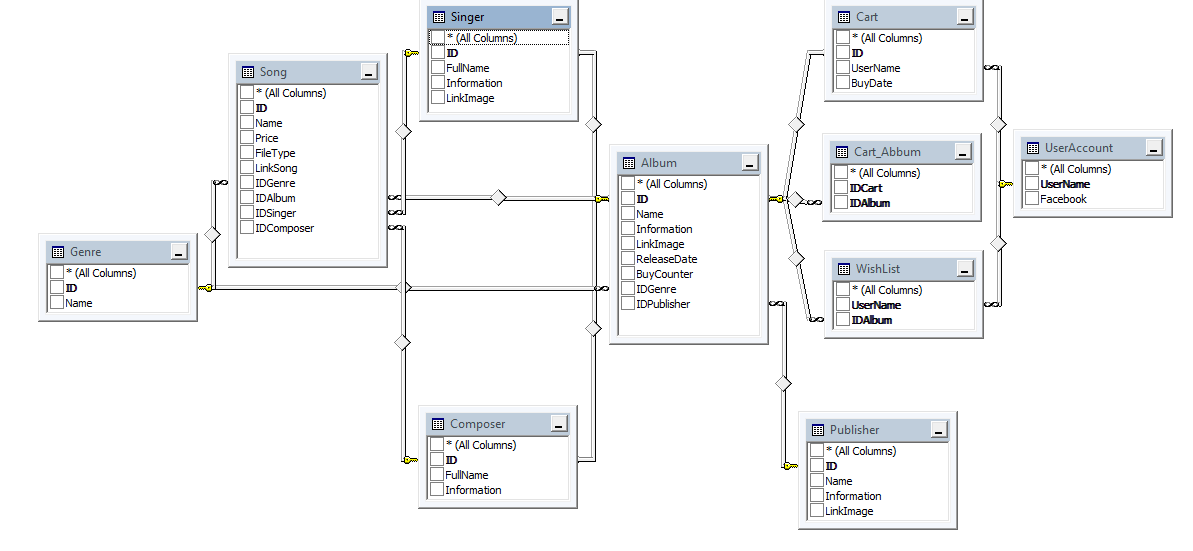 Singer
* (All Columns)
ID
FullName
Information
LinkImage
Song
* (All Columns)
ID
Name
Price
FileType
LinkSong
IDGenre
IDAlbum
IDSinger
IDComposer
Genre
* (All Columns)
ID
Name
Album
* (All Columns)
ID
Name
Information
LinkImage
ReleaseDate
BuyCounter
IDGenre
IDPublisher
Composer
* (All Columns)
ID
FullName
Information
Cart
* (All Columns)
ID
UserName
BuyDate
Cart_Abbum
* (All Columns)
IDCart
IDAlbum
UserAccount
* (All Columns)
UserName
Facebook
WishList
* (All Columns)
UserName
IDAlbum
Publisher
* (All Columns)
ID
Name
Information
LinkImage